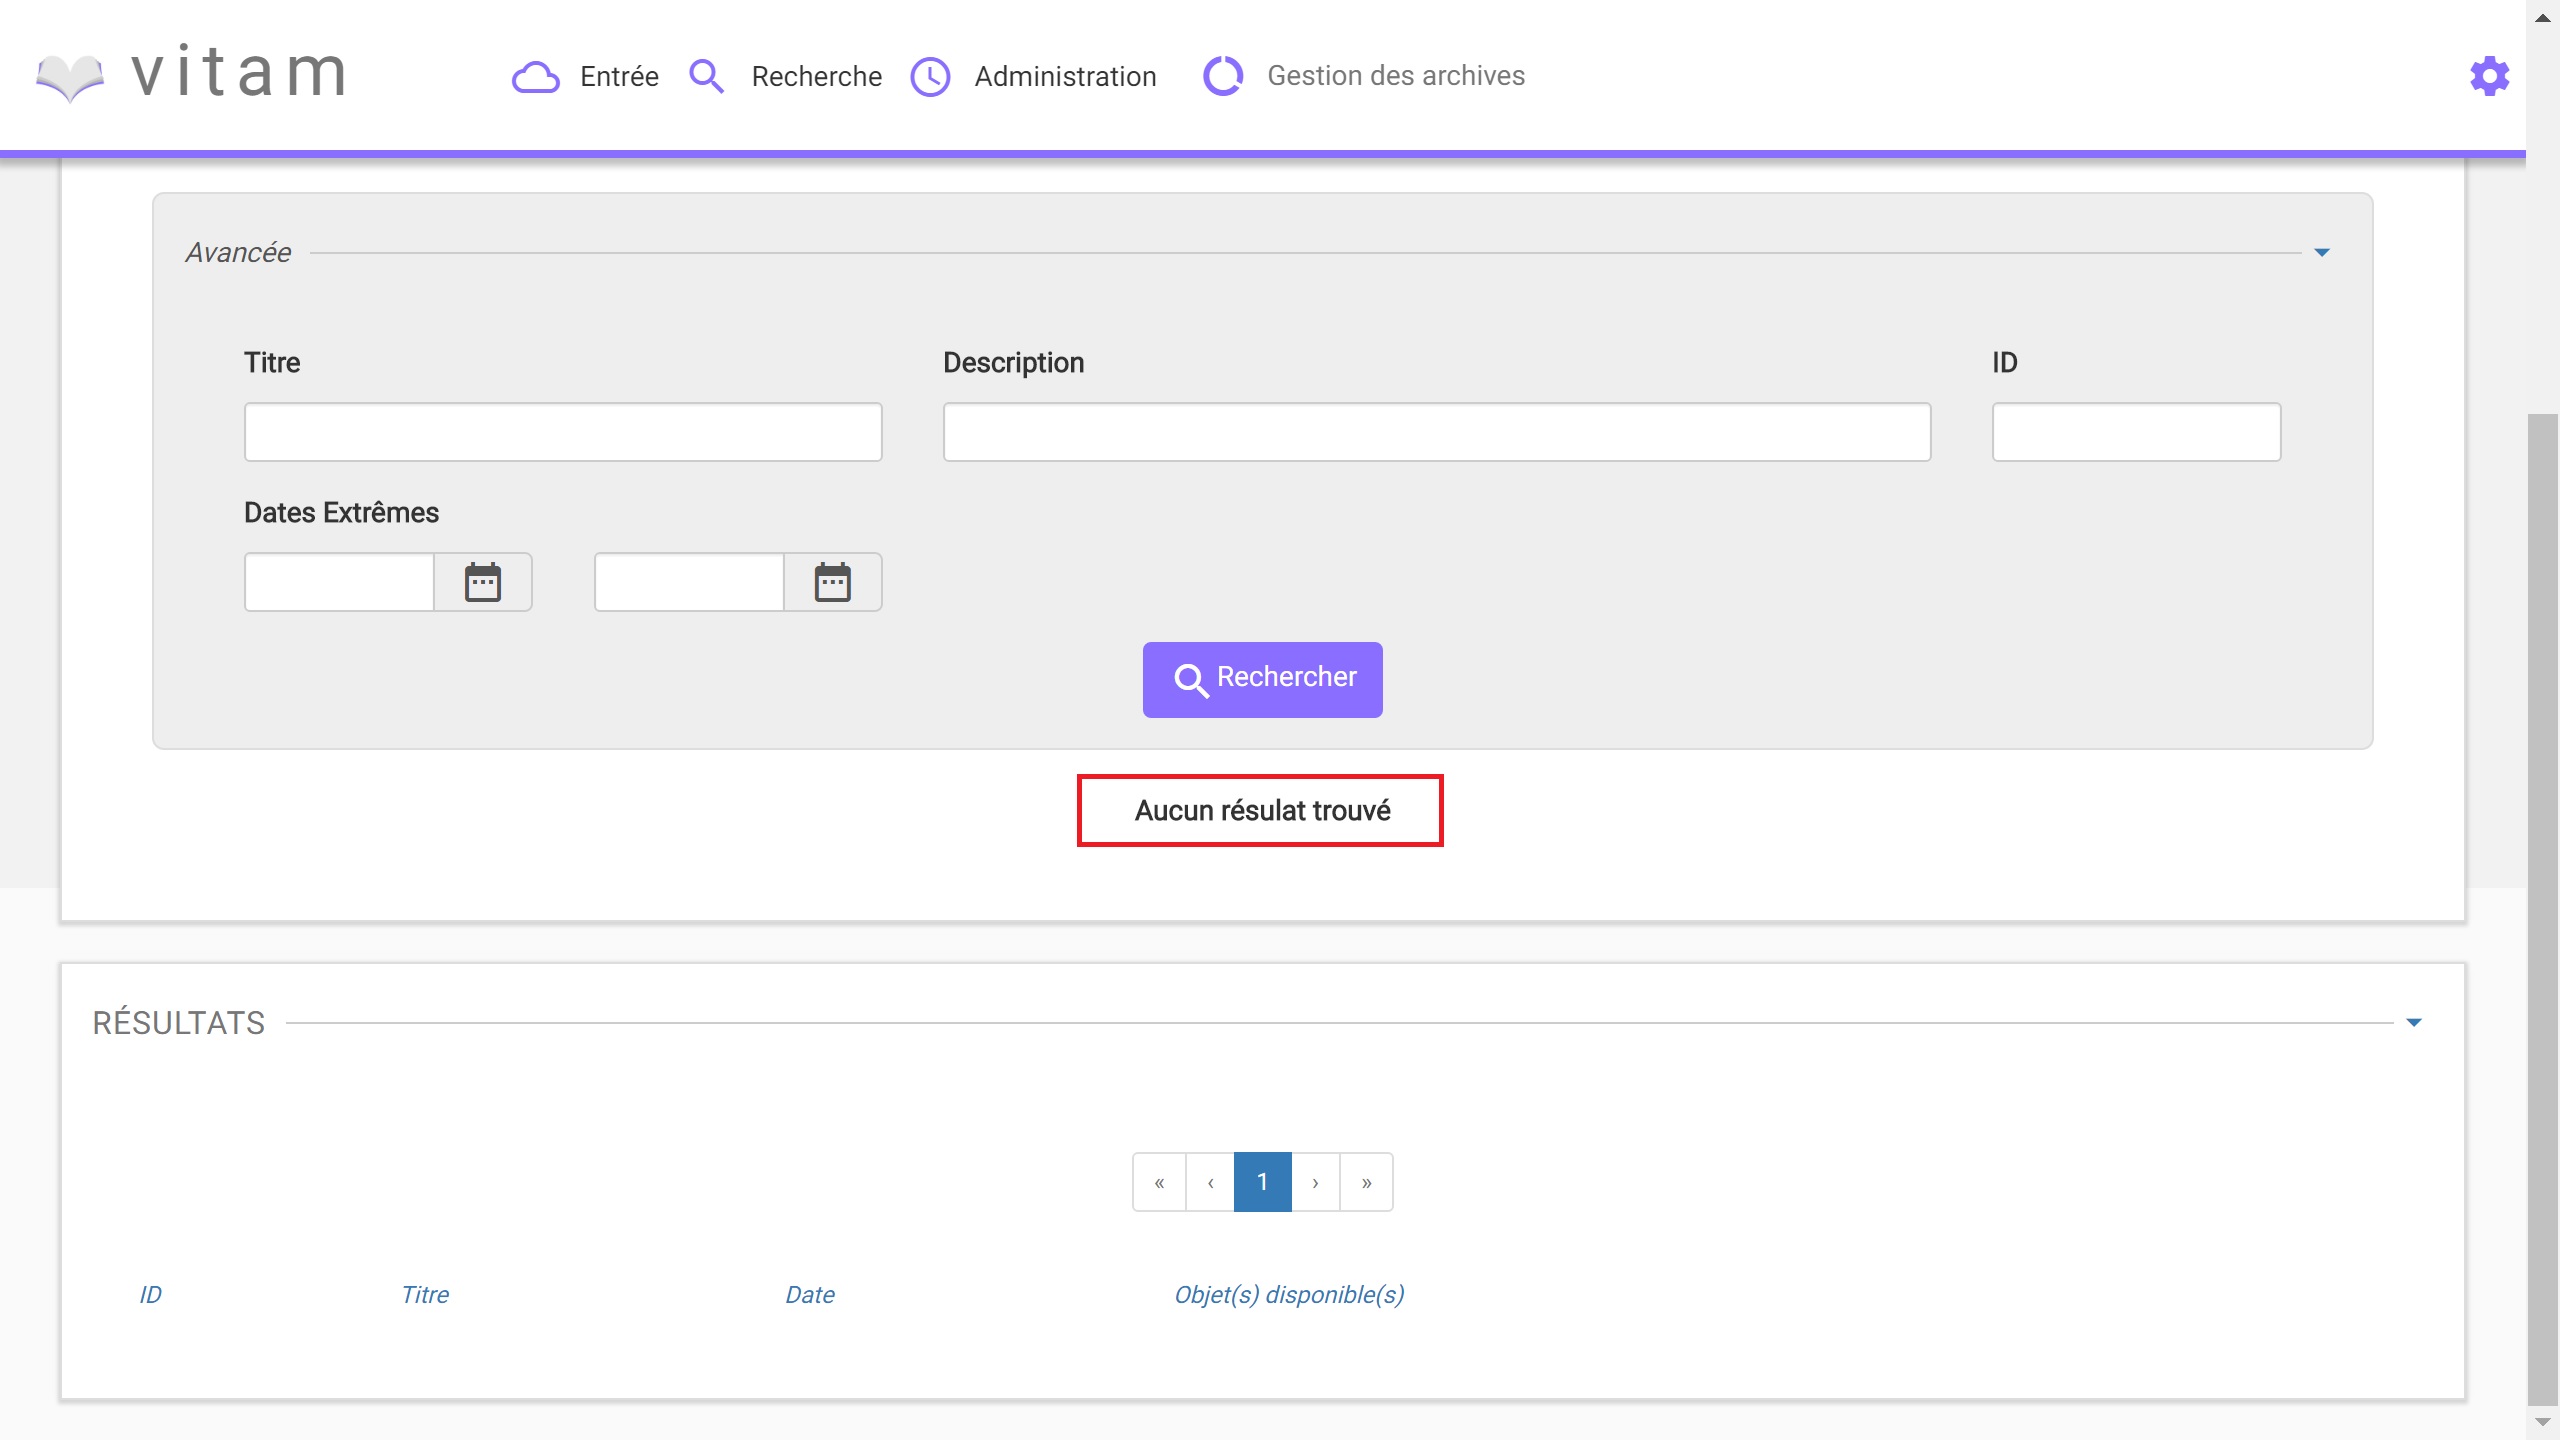 vitam
Entrée Recherche Administration Gestion des archives
Avancée
Titre Description ID
Dates Extrêmes
Rechercher
Aucun résulat trouvé
RÉSULTATS
« ‹ 1 › »
ID Titre Date Objet(s) disponible(s)